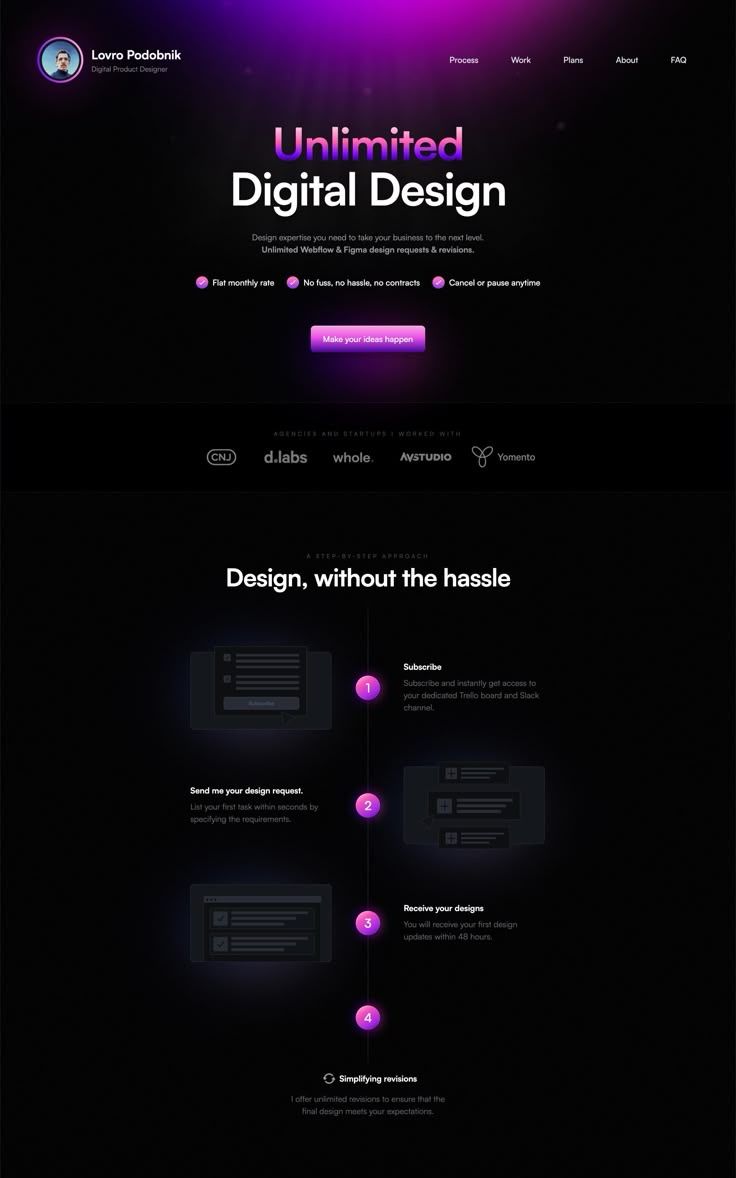 Lovro Podobnik
Digital Product Designer
Process
Work
Plans
About
FAQ
Unlimited
Digital Design
Design expertise you need to take your business to the next level.
Unlimited Webflow & Figma design requests & revisions.
Flat monthly rate
No fuss, no hassle, no contracts
Cancel or pause anytime
Make your ideas happen
AGENCIES AND STARTUPS I WORKED WITH
CNJ
d.labs
whole.
AVSTUDIO
Yomento
A STEP-BY-STEP APPROACH
Design, without the hassle
Subscribe
1
Subscribe
Subscribe and instantly get access to
your dedicated Trello board and Slack
channel.
Send me your design request.
List your first task within seconds by
specifying the requirements.
2
3
Receive your designs
You will receive your first design
updates within 48 hours.
4
Simplifying revisions
I offer unlimited revisions to ensure that the
final design meets your expectations.